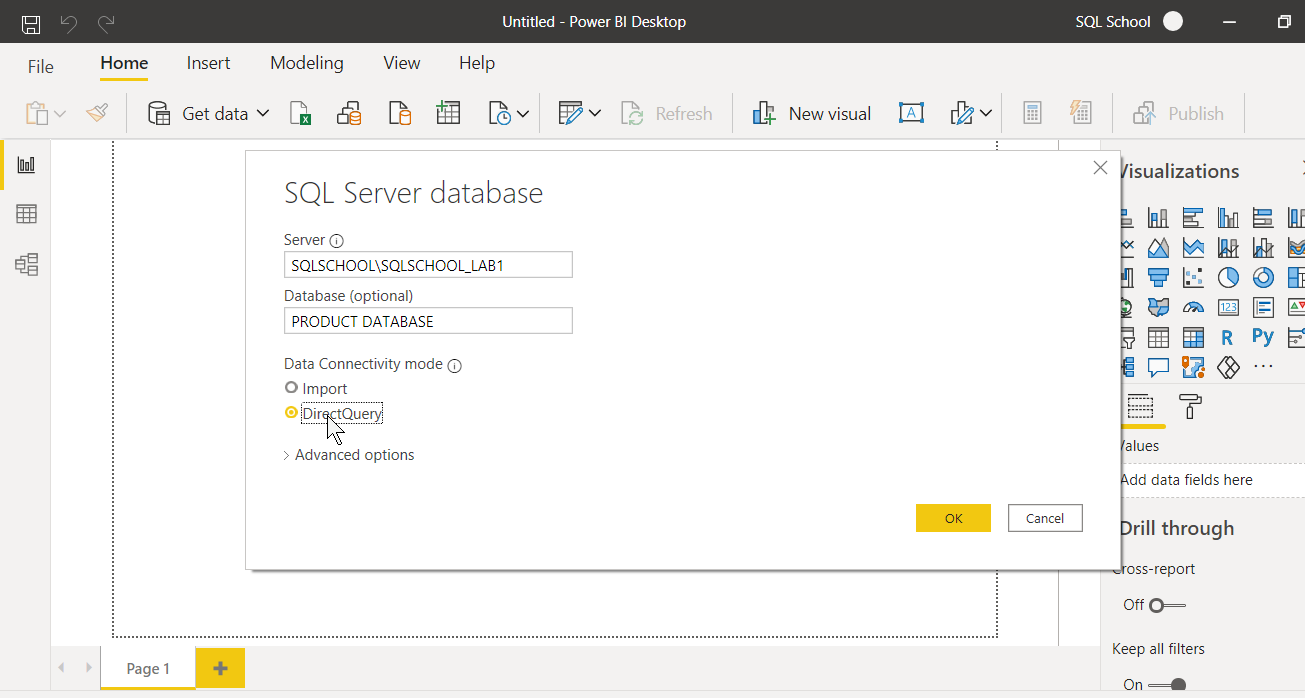 Untitled - Power BI Desktop
SQL School
File Home Insert Modeling View Help
Get data
Refresh
New visual
A
Publish
SQL Server database
Visualizations
Server
SQLSCHOOL\SQLSCHOOL_LAB1
Database (optional)
PRODUCT DATABASE
123
R Py
Data Connectivity mode
Import
DirectQuery
Advanced options
Values
Add data fields here
OK Cancel
Drill through
Cross-report
Off
Keep all filters
On
Page 1